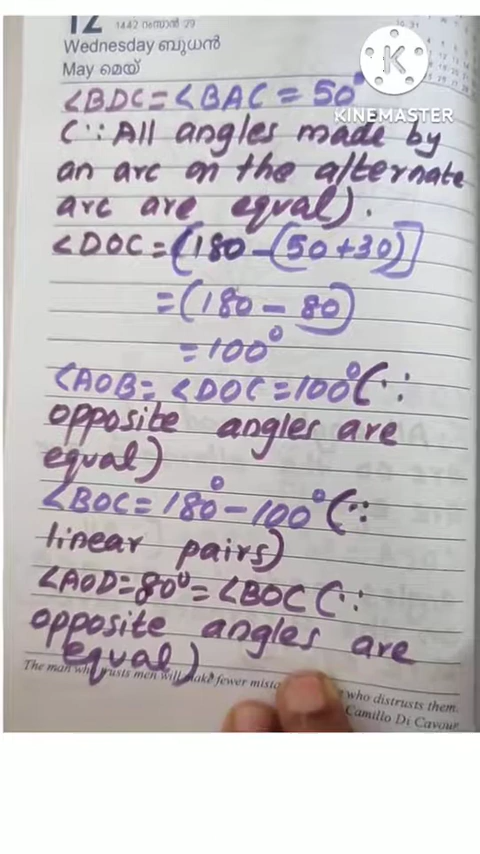 12 1442 റംസാൻ 29
Wednesday ബുധൻ
May മെയ്
KINEMASTER
∠BDC = ∠BAC = 50°
(∵ All angles made by
an arc on the alternate
arc are equal).
∠DOC = (180 - (50 + 30)]
= (180 - 80)
= 100°
∠AOB = ∠DOC = 100° (∵
opposite angles are
equal)
∠BOC = 180° - 100° (∵
linear pairs)
∠AOD = 80° = ∠BOC (∵
opposite angles are
equal)
The man who trusts men will make fewer who distrusts them.
Camillo Di Cavour